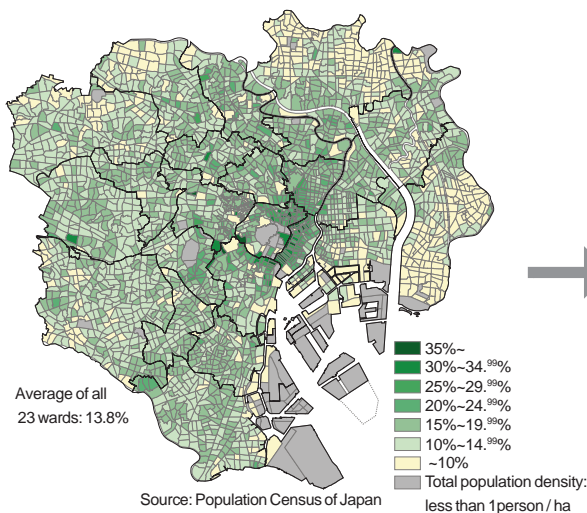 Average of all
23 wards: 13.8%
35%~
30%~34.99%
25%~29.99%
20%~24.99%
15%~19.99%
10%~14.99%
~10%
Total population density:
less than 1person / ha
Source: Population Census of Japan